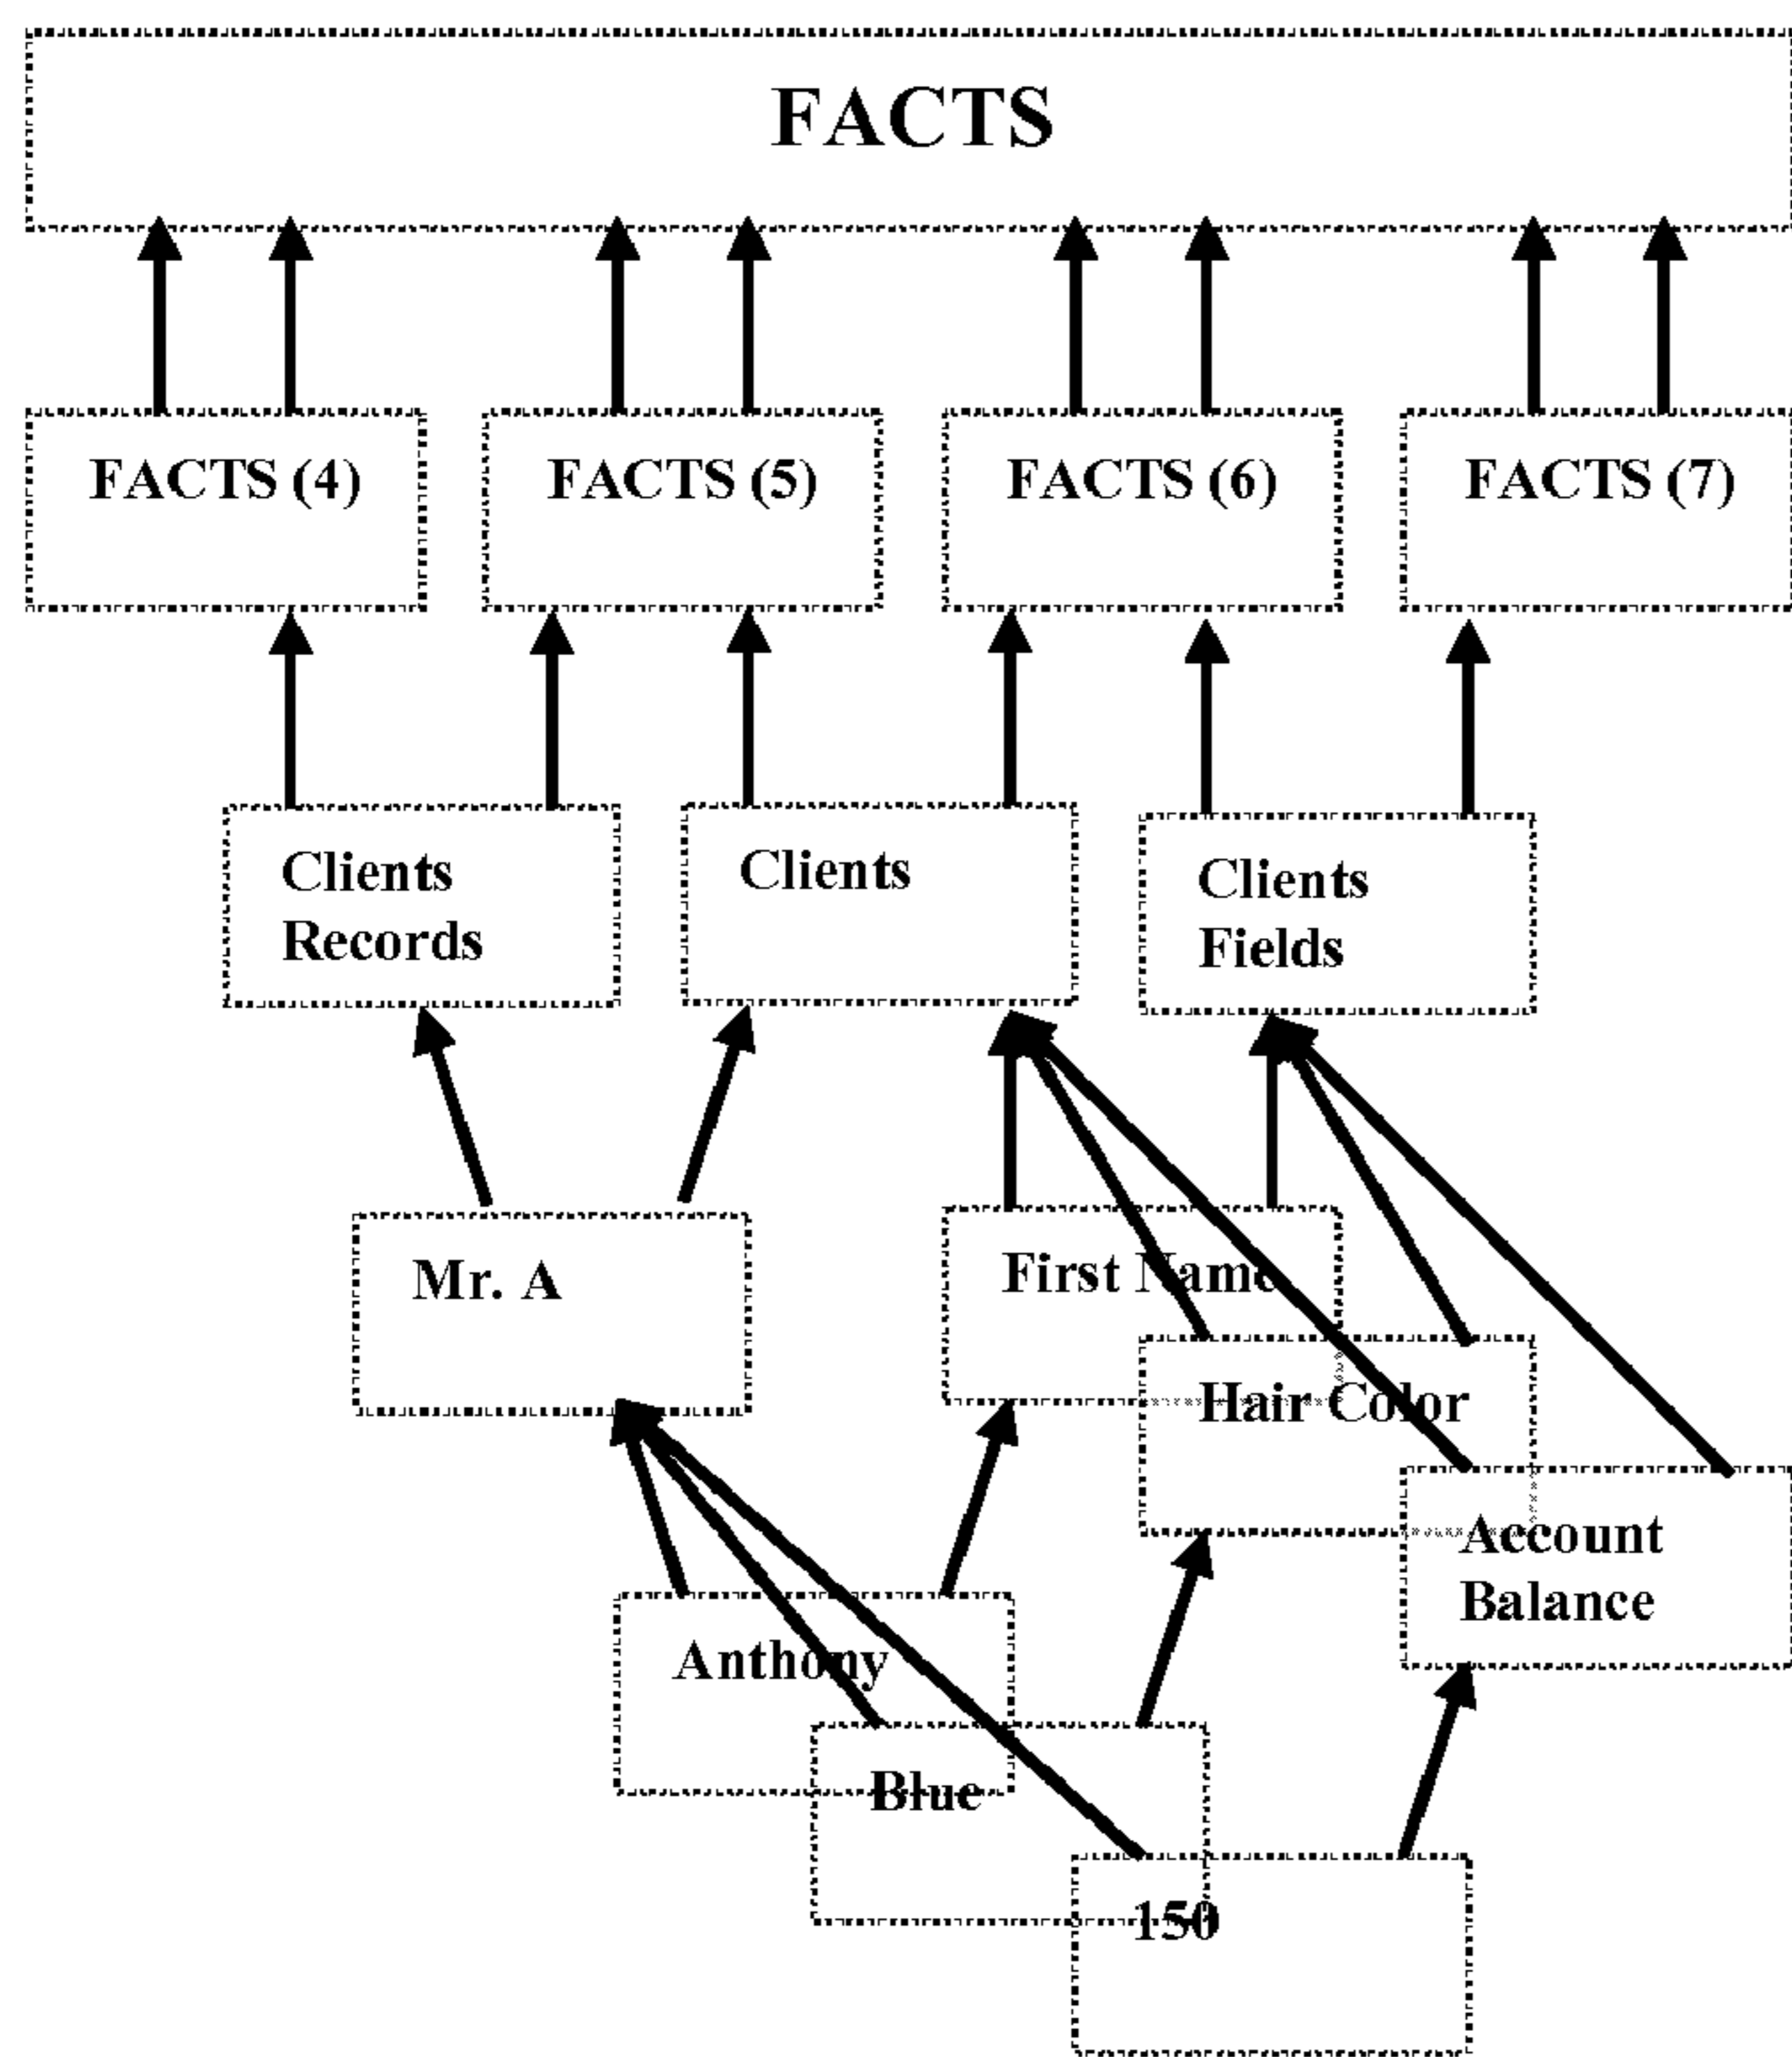 FACTS
FACTS (4)
FACTS (5)
FACTS (6)
FACTS (7)
Clients
Records
Clients
Clients
Fields
Mr. A
First Name
Hair Color
Account
Balance
Anthony
Blue
150